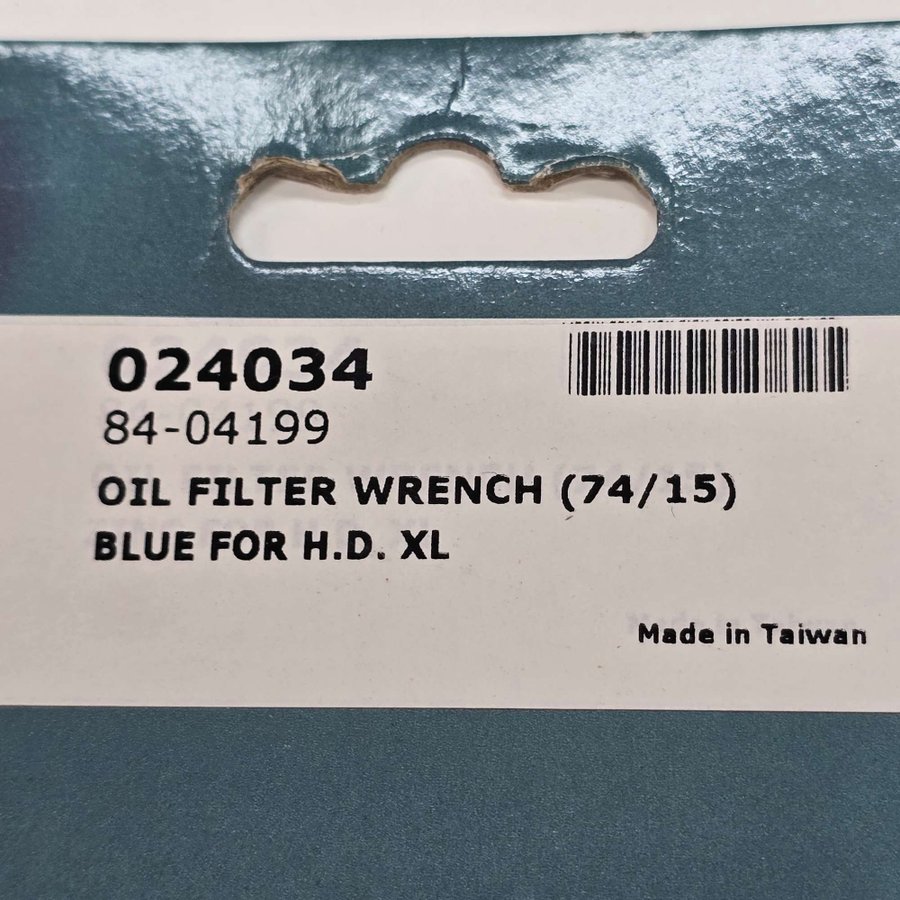 024034
84-04199
OIL FILTER WRENCH (74/15)
BLUE FOR H.D. XL
Made in Taiwan